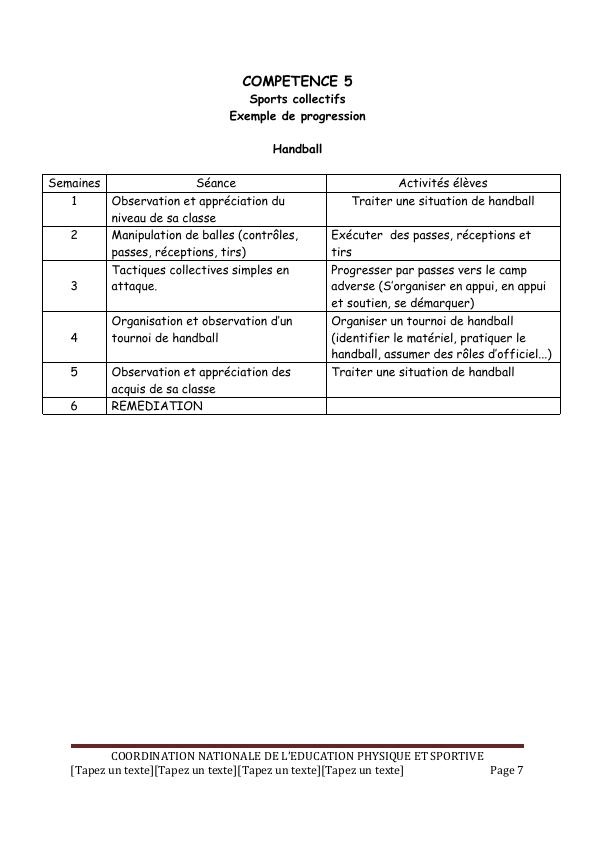 COMPETENCE 5
Sports collectifs
Exemple de progression
Handball
Semaines Séance Activités élèves
1 Observation et appréciation du Traiter une situation de handball
niveau de sa classe
2 Manipulation de balles (contrôles, Exécuter des passes, réceptions et
passes, réceptions, tirs) tirs
Tactiques collectives simples en Progresser par passes vers le camp
3 attaque. adverse (S'organiser en appui, en appui
et soutien, se démarquer)
Organisation et observation d'un Organiser un tournoi de handball
4 tournoi de handball (identifier le matériel, pratiquer le
handball, assumer des rôles d'officiel…)
5 Observation et appréciation des Traiter une situation de handball
acquis de sa classe
6 REMEDIATION
COORDINATION NATIONALE DE L'EDUCATION PHYSIQUE ET SPORTIVE
[Tapez un texte][Tapez un texte][Tapez un texte][Tapez un texte] Page 7